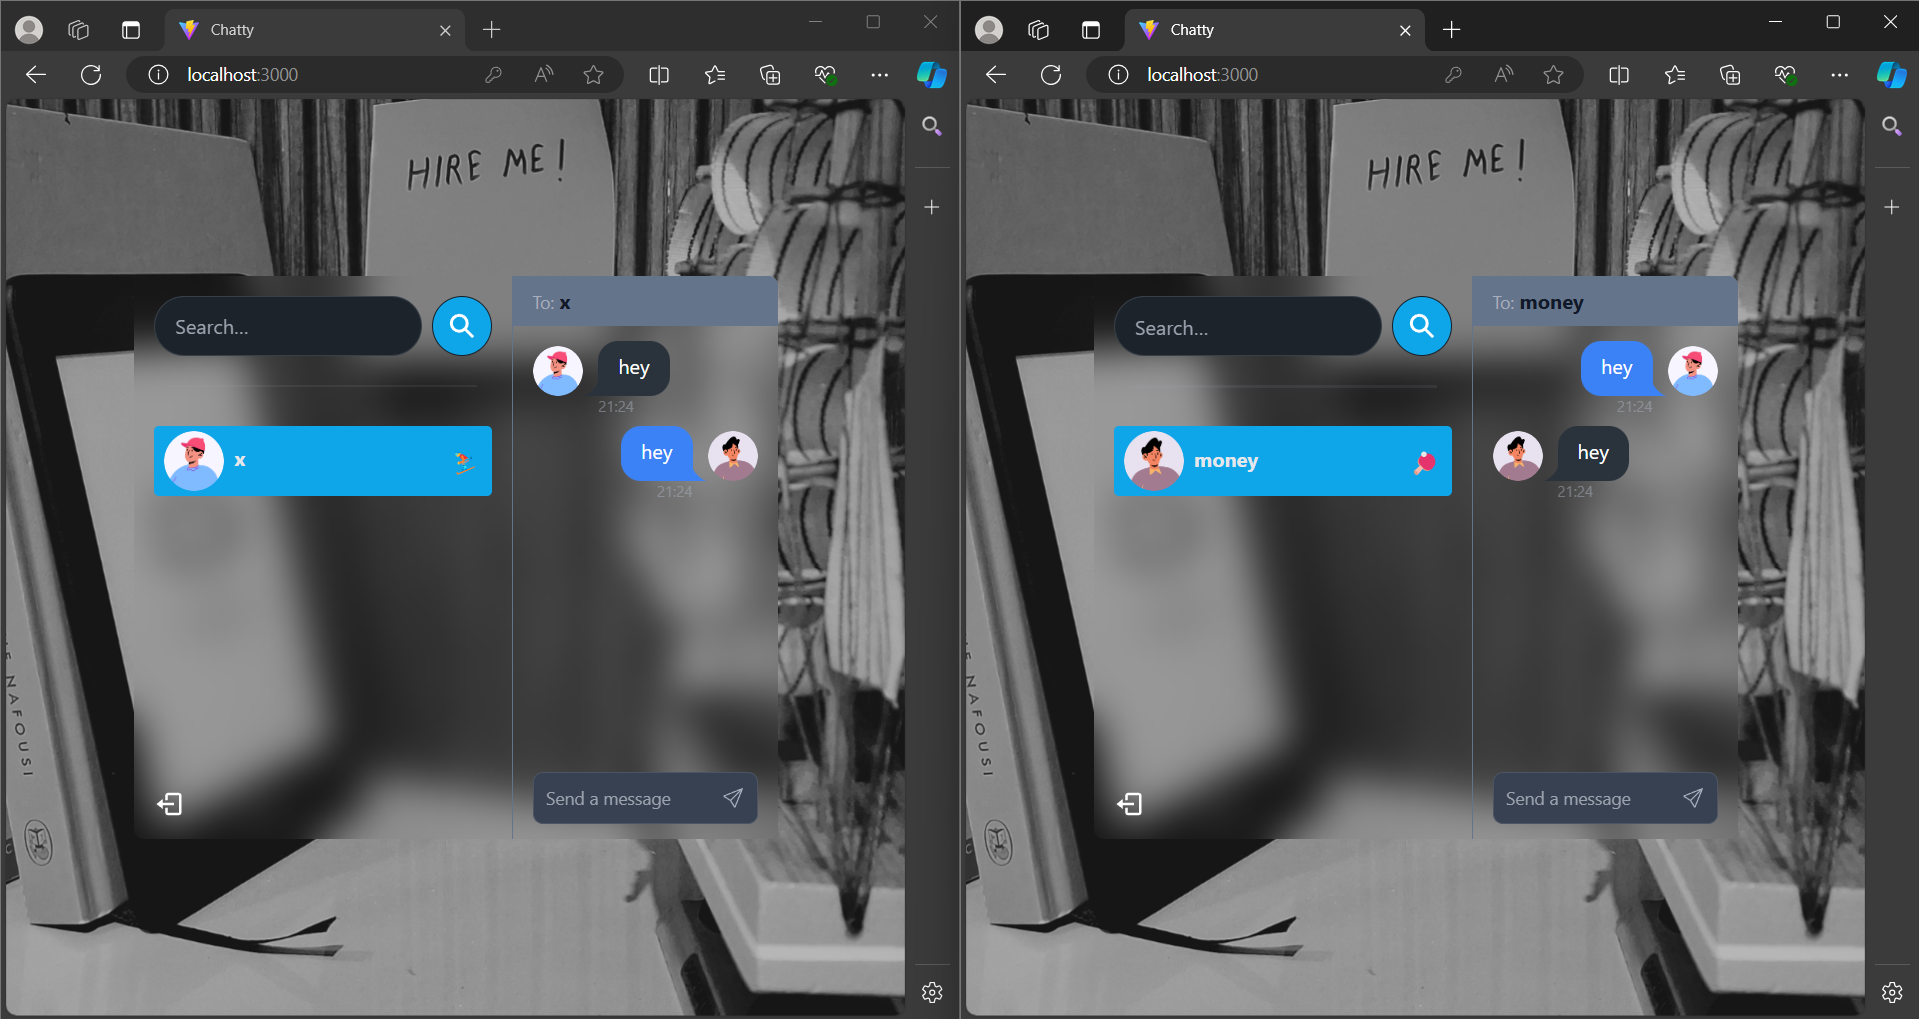 Chatty
localhost:3000
HIRE ME!
Search...
To: x
hey
21:24
x
hey
21:24
Send a message
NAFOUSI
Chatty
localhost:3000
HIRE ME!
Search...
To: money
hey
21:24
money
hey
21:24
Send a message
NAFOUSI